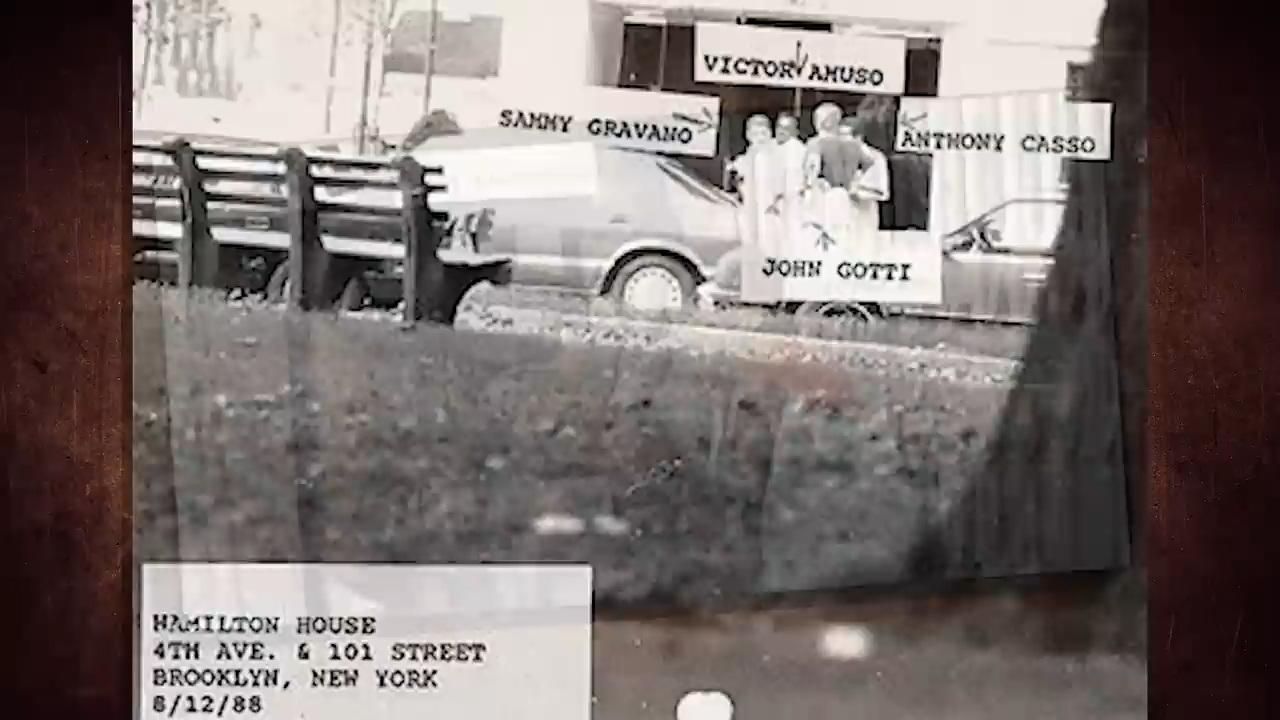 VICTOR AMUSO
SAMMY GRAVANO
ANTHONY CASSO
JOHN GOTTI
HAMILTON HOUSE
4TH AVE. & 101 STREET
BROOKLYN, NEW YORK
8/12/88